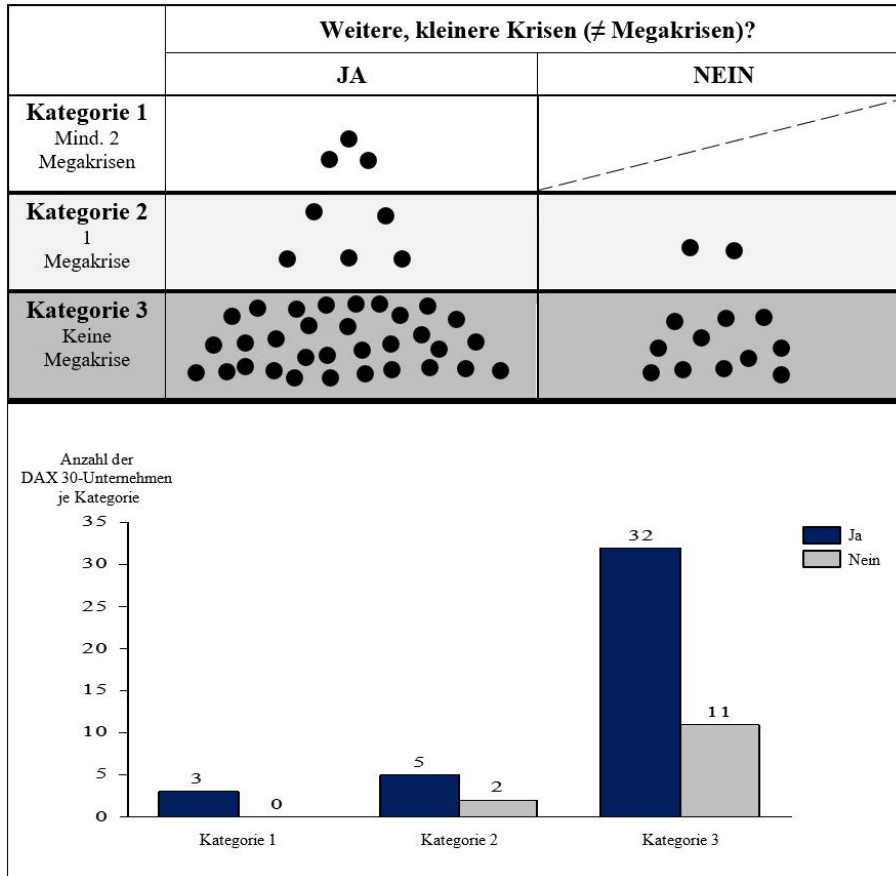 Weitere, kleinere Krisen (≠ Megakrisen)?
JA
NEIN
Kategorie 1
Mind. 2
Megakrisen
Kategorie 2
1
Megakrise
Kategorie 3
Keine
Megakrise
Anzahl der
DAX 30-Unternehmen
je Kategorie
35
30
25
20
15
10
5
0
3
0
5
2
32
11
Kategorie 1
Kategorie 2
Kategorie 3
Ja
Nein